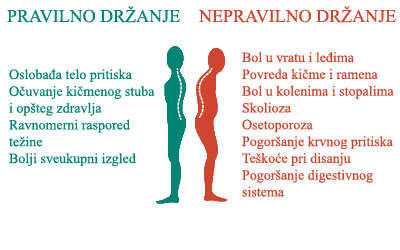 PRAVILNO DRŽANJE
Oslobađa telo pritiska
Očuvanje kičmenog stuba
i opšteg zdravlja
Ravnomerni raspored
težine
Bolji sveukupni izgled
NEPRAVILNO DRŽANJE
Bol u vratu i leđima
Povreda kičme i ramena
Bol u kolenima i stopalima
Skolioza
Osetoporoza
Pogoršanje krvnog pritiska
Teškoće pri disanju
Pogoršanje digestivnog
sistema